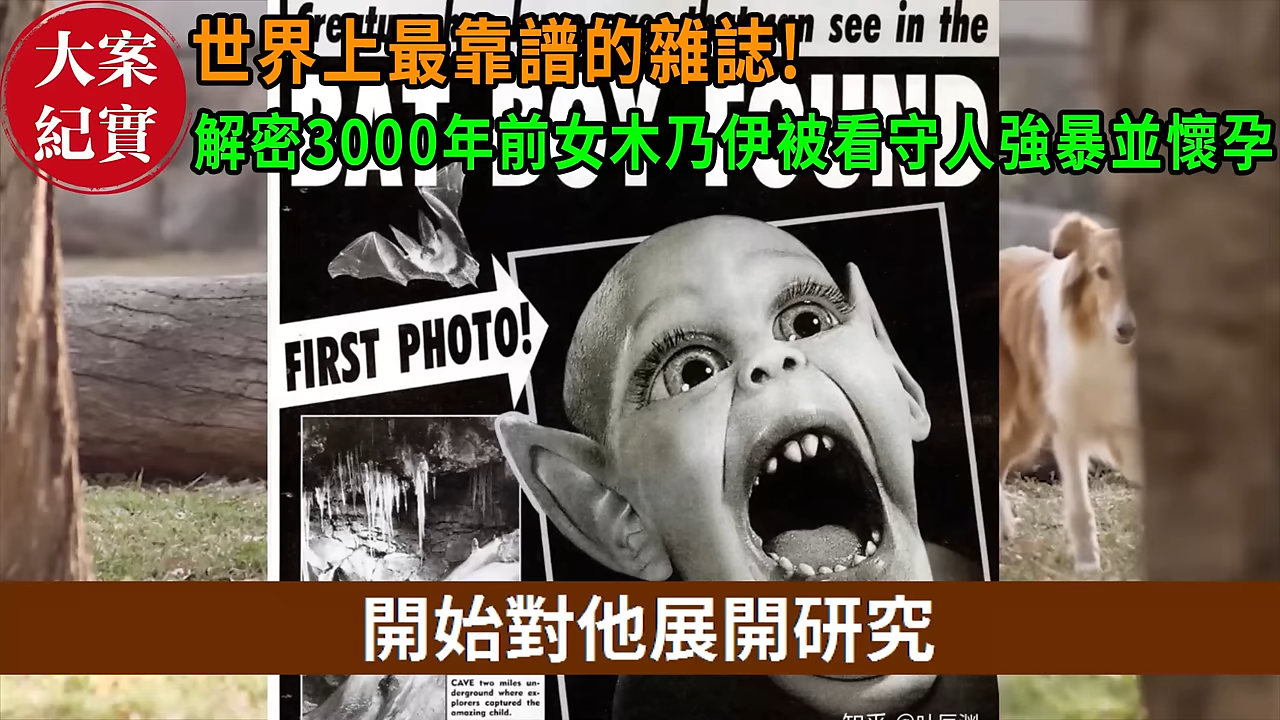 大案
紀實
世界上最靠譜的雜誌!
解密3000年前女木乃伊被看守人強暴並懷孕
see in the
BAT BOY FOUND
FIRST PHOTO!
開始對他展開研究
CAVE two miles un-
derground where ex-
plorers captured the
amazing child.